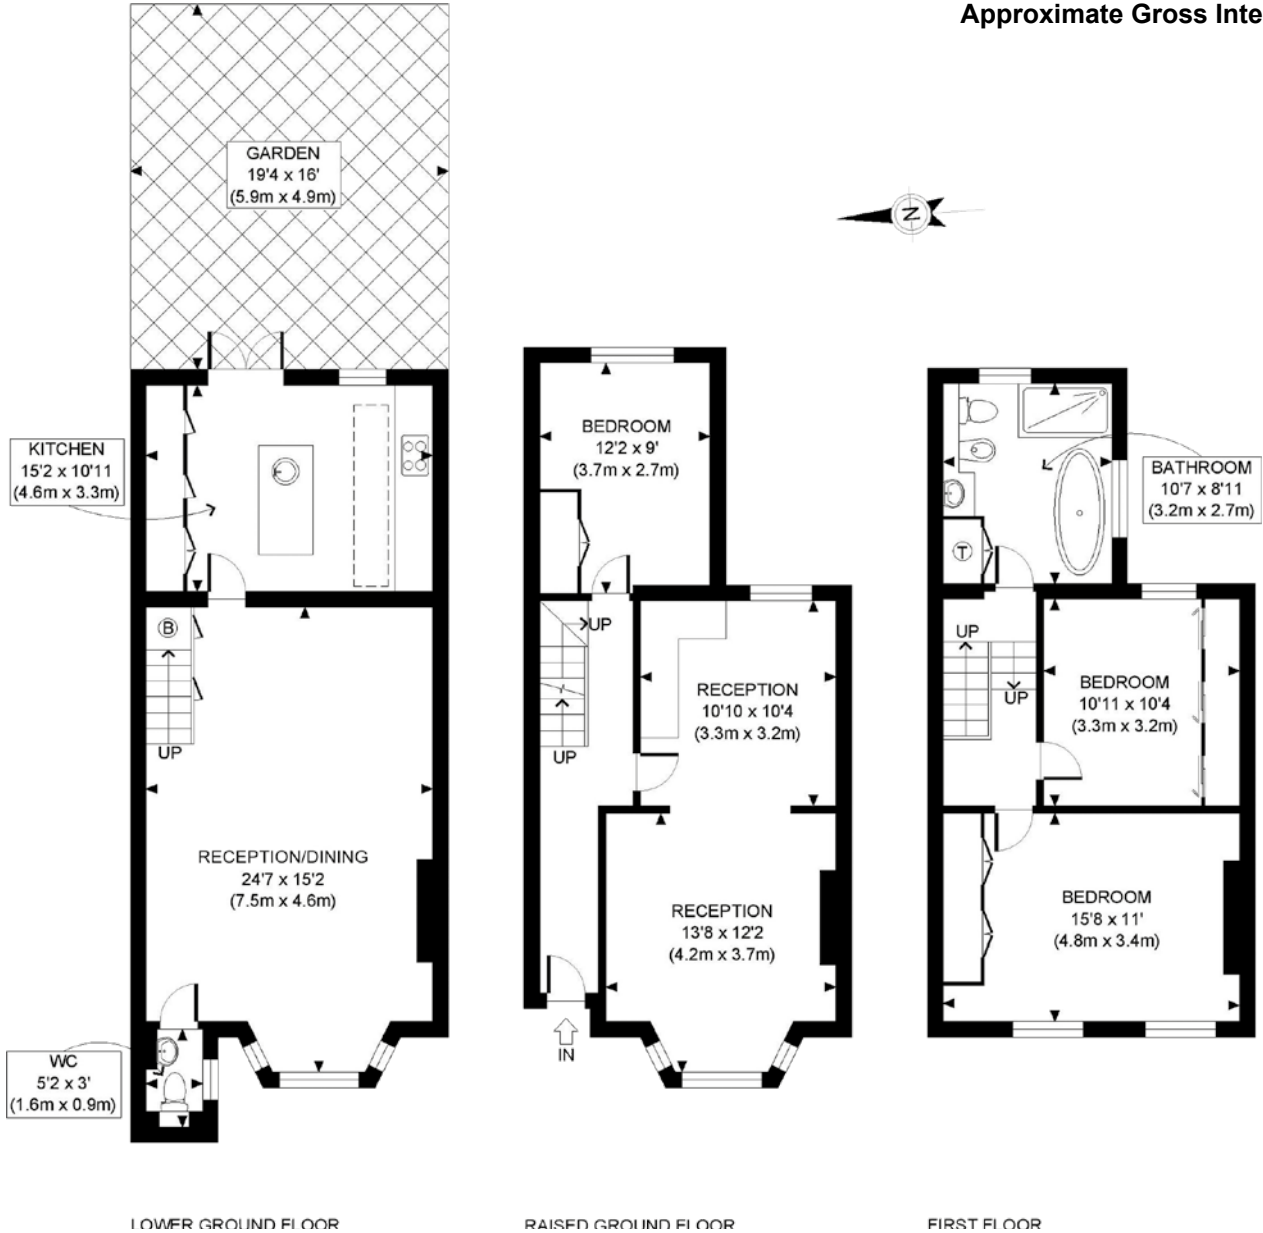 Approximate Gross Inte
GARDEN
19'4 x 16'
(5.9m x 4.9m)
N
KITCHEN
15'2 x 10'11
(4.6m x 3.3m)
B
UP
RECEPTION/DINING
24'7 x 15'2
(7.5m x 4.6m)
WC
5'2 x 3'
(1.6m x 0.9m)
LOWER GROUND FLOOR
BEDROOM
12'2 x 9'
(3.7m x 2.7m)
UP
UP
RECEPTION
10'10 x 10'4
(3.3m x 3.2m)
RECEPTION
13'8 x 12'2
(4.2m x 3.7m)
IN
RAISED GROUND FLOOR
BATHROOM
10'7 x 8'11
(3.2m x 2.7m)
T
UP
UP
BEDROOM
10'11 x 10'4
(3.3m x 3.2m)
BEDROOM
15'8 x 11'
(4.8m x 3.4m)
FIRST FLOOR